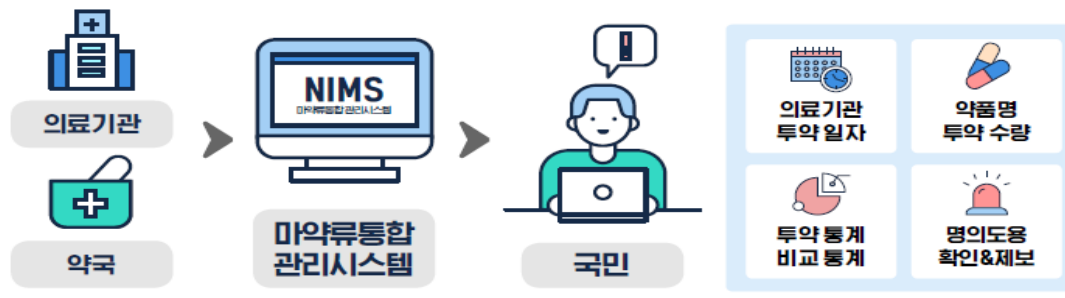 의료기관
약국
NIMS
마약류통합관리시스템
마약류통합
관리시스템
국민
의료기관
투약 일자
약품명
투약 수량
투약 통계
비교 통계
명의도용
확인&제보